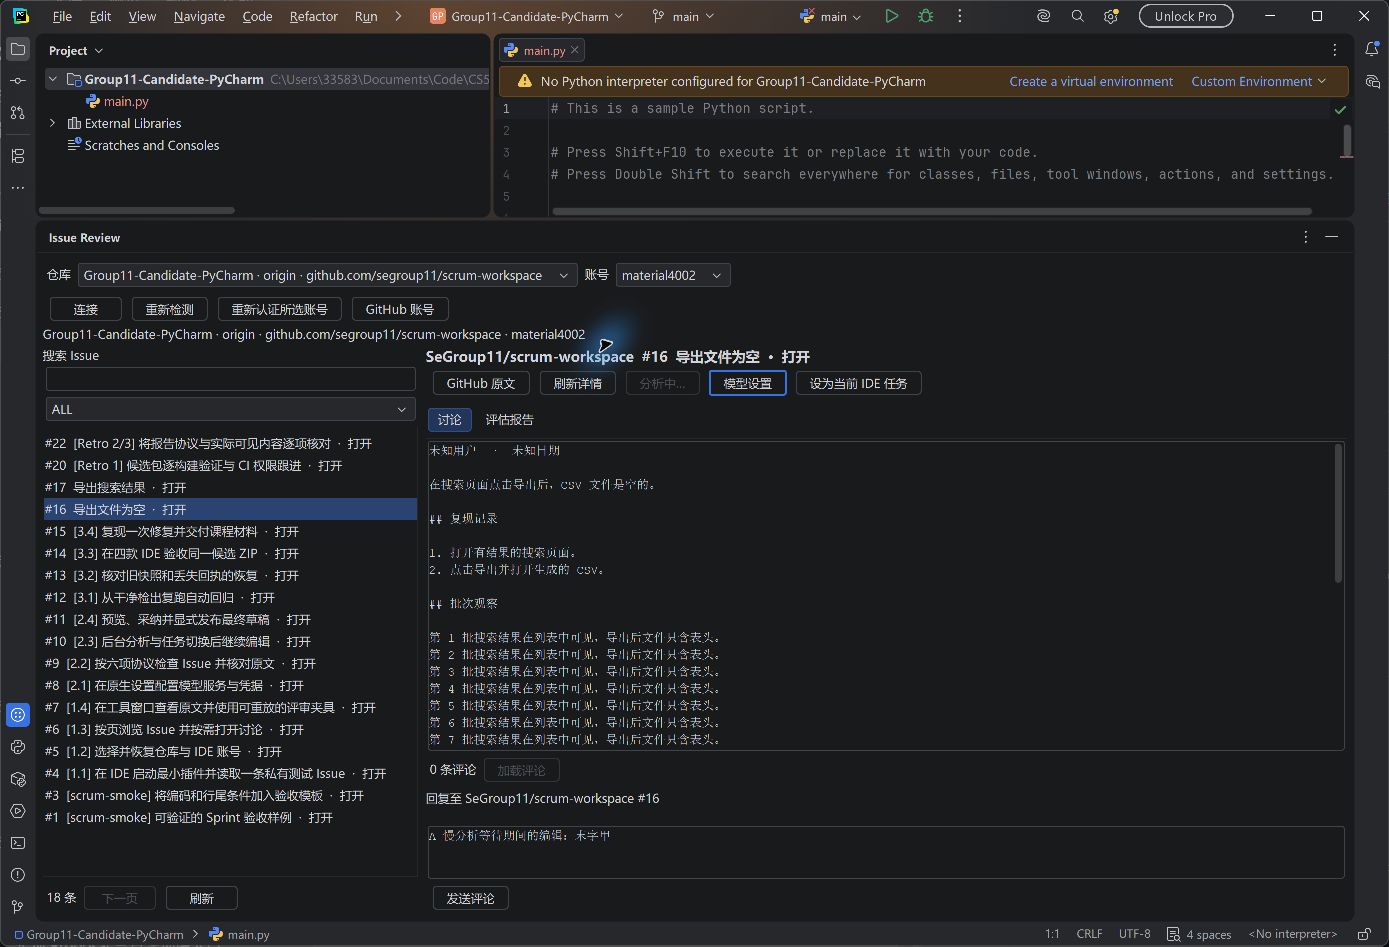 File Edit View Navigate Code Refactor Run GP Group11-Candidate-PyCharm main main Unlock Pro
Project
Group11-Candidate-PyCharm C:\Users\33583\Documents\Code\CS5
main.py
External Libraries
Scratches and Consoles
main.py
No Python interpreter configured for Group11-Candidate-PyCharm Create a virtual environment Custom Environment
1 # This is a sample Python script.
2
3 # Press Shift+F10 to execute it or replace it with your code.
4 # Press Double Shift to search everywhere for classes, files, tool windows, actions, and settings.
5
Issue Review
仓库 Group11-Candidate-PyCharm · origin · github.com/segroup11/scrum-workspace 账号 material4002
连接 重新检测 重新认证所选账号 GitHub 账号
Group11-Candidate-PyCharm · origin · github.com/segroup11/scrum-workspace · material4002
搜索 Issue
ALL
#22 [Retro 2/3] 将报告协议与实际可见内容逐项核对 · 打开
#20 [Retro 1] 候选包逐构建验证与 CI 权限跟进 · 打开
#17 导出搜索结果 · 打开
#16 导出文件为空 · 打开
#15 [3.4] 复现一次修复并交付课程材料 · 打开
#14 [3.3] 在四款 IDE 验收同一候选 ZIP · 打开
#13 [3.2] 核对旧快照和丢失回执的恢复 · 打开
#12 [3.1] 从干净检出复跑自动回归 · 打开
#11 [2.4] 预览、采纳并显式发布最终草稿 · 打开
#10 [2.3] 后台分析与任务切换后继续编辑 · 打开
#9 [2.2] 按六项协议检查 Issue 并核对原文 · 打开
#8 [2.1] 在原生设置配置模型服务与凭据 · 打开
#7 [1.4] 在工具窗口查看原文并使用可重放的评审夹具 · 打开
#6 [1.3] 按页浏览 Issue 并按需打开讨论 · 打开
#5 [1.2] 选择并恢复仓库与 IDE 账号 · 打开
#4 [1.1] 在 IDE 启动最小插件并读取一条私有测试 Issue · 打开
#3 [scrum-smoke] 将编码和行尾条件加入验收模板 · 打开
#1 [scrum-smoke] 可验证的 Sprint 验收样例 · 打开
18 条 下一页 刷新
SeGroup11/scrum-workspace #16 导出文件为空 • 打开
GitHub 原文 刷新详情 分析中... 模型设置 设为当前 IDE 任务
讨论 评估报告
未知用户 · 未知日期
在搜索页面点击导出后，CSV 文件是空的。
## 复现记录
1. 打开有结果的搜索页面。
2. 点击导出并打开生成的 CSV。
## 批次观察
第 1 批搜索结果在列表中可见，导出后文件只含表头。
第 2 批搜索结果在列表中可见，导出后文件只含表头。
第 3 批搜索结果在列表中可见，导出后文件只含表头。
第 4 批搜索结果在列表中可见，导出后文件只含表头。
第 5 批搜索结果在列表中可见，导出后文件只含表头。
第 6 批搜索结果在列表中可见，导出后文件只含表头。
第 7 批搜索结果在列表中可见，导出后文件只含表头。
0 条评论 加载评论
回复至 SeGroup11/scrum-workspace #16
A 慢分析等待期间的编辑：未字甲
发送评论
Group11-Candidate-PyCharm > main.py 1:1 CRLF UTF-8 4 spaces <No interpreter>